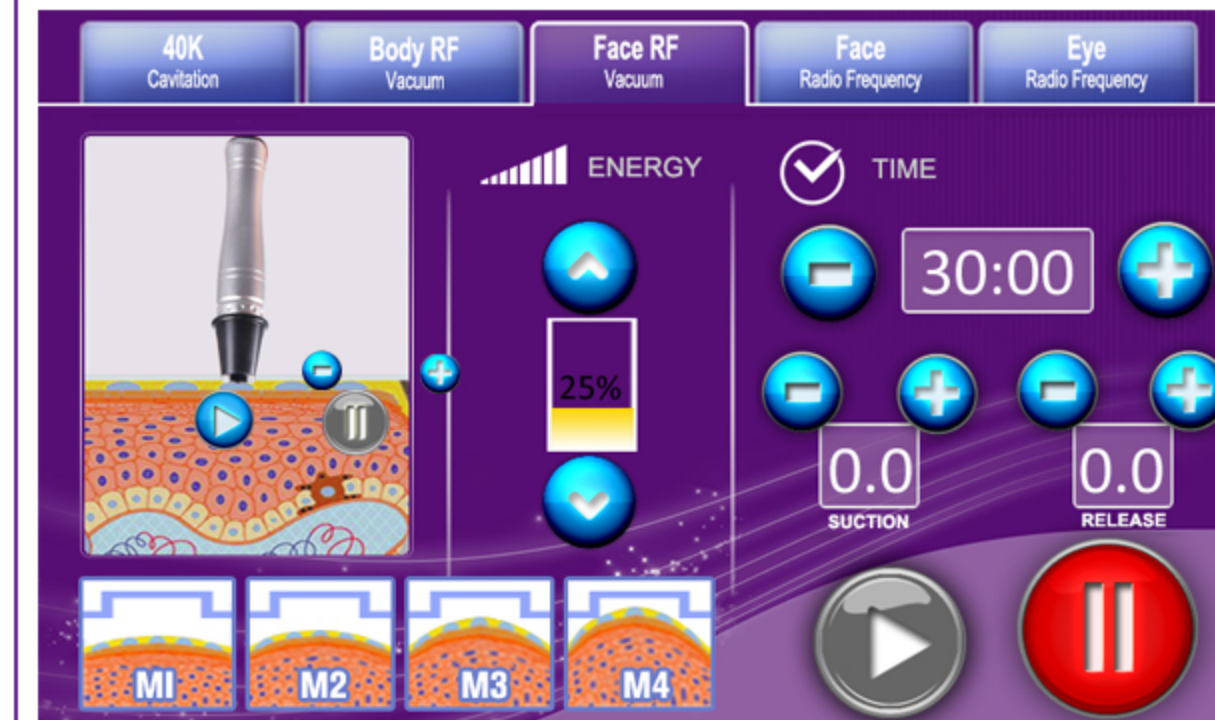 40K
Cavitation
Body RF
Vacuum
Face RF
Vacuum
Face
Radio Frequency
Eye
Radio Frequency
ENERGY
TIME
30:00
25%
0.0
SUCTION
0.0
RELEASE
MI
M2
M3
M4